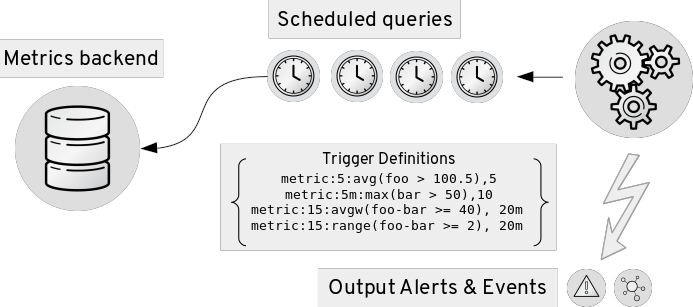 Scheduled queries
Metrics backend
Trigger Definitions
metric:5:avg(foo > 100.5),5
metric:5m:max(bar > 50),10
metric:15:avgw(foo-bar >= 40), 20m
metric:15:range(foo-bar >= 2), 20m
Output Alerts & Events